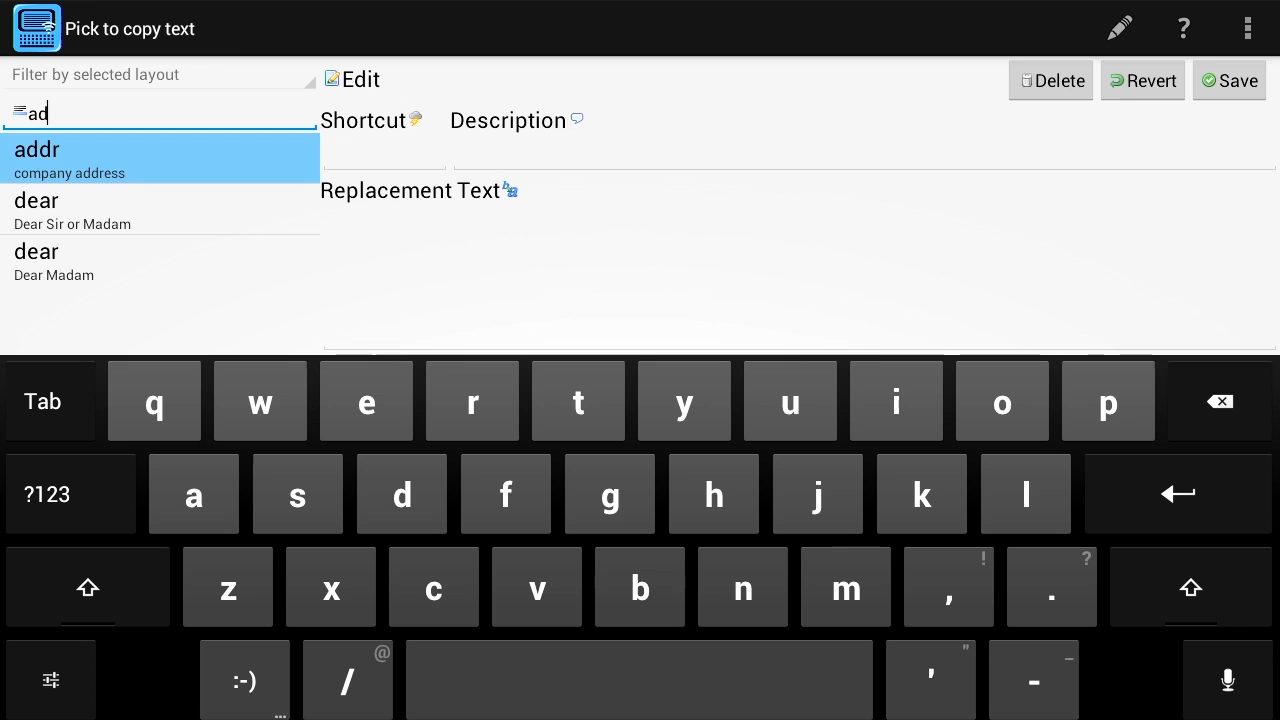 Pick to copy text
?
Filter by selected layout
ad
addr
company address
dear
Dear Sir or Madam
dear
Dear Madam
Edit
Delete
Revert
Save
Shortcut
Description
Replacement Text
Tab q w e r t y u i o p
?123 a s d f g h j k l
z x c v b n m , ! . ?
:-) ... / @ ' " - _